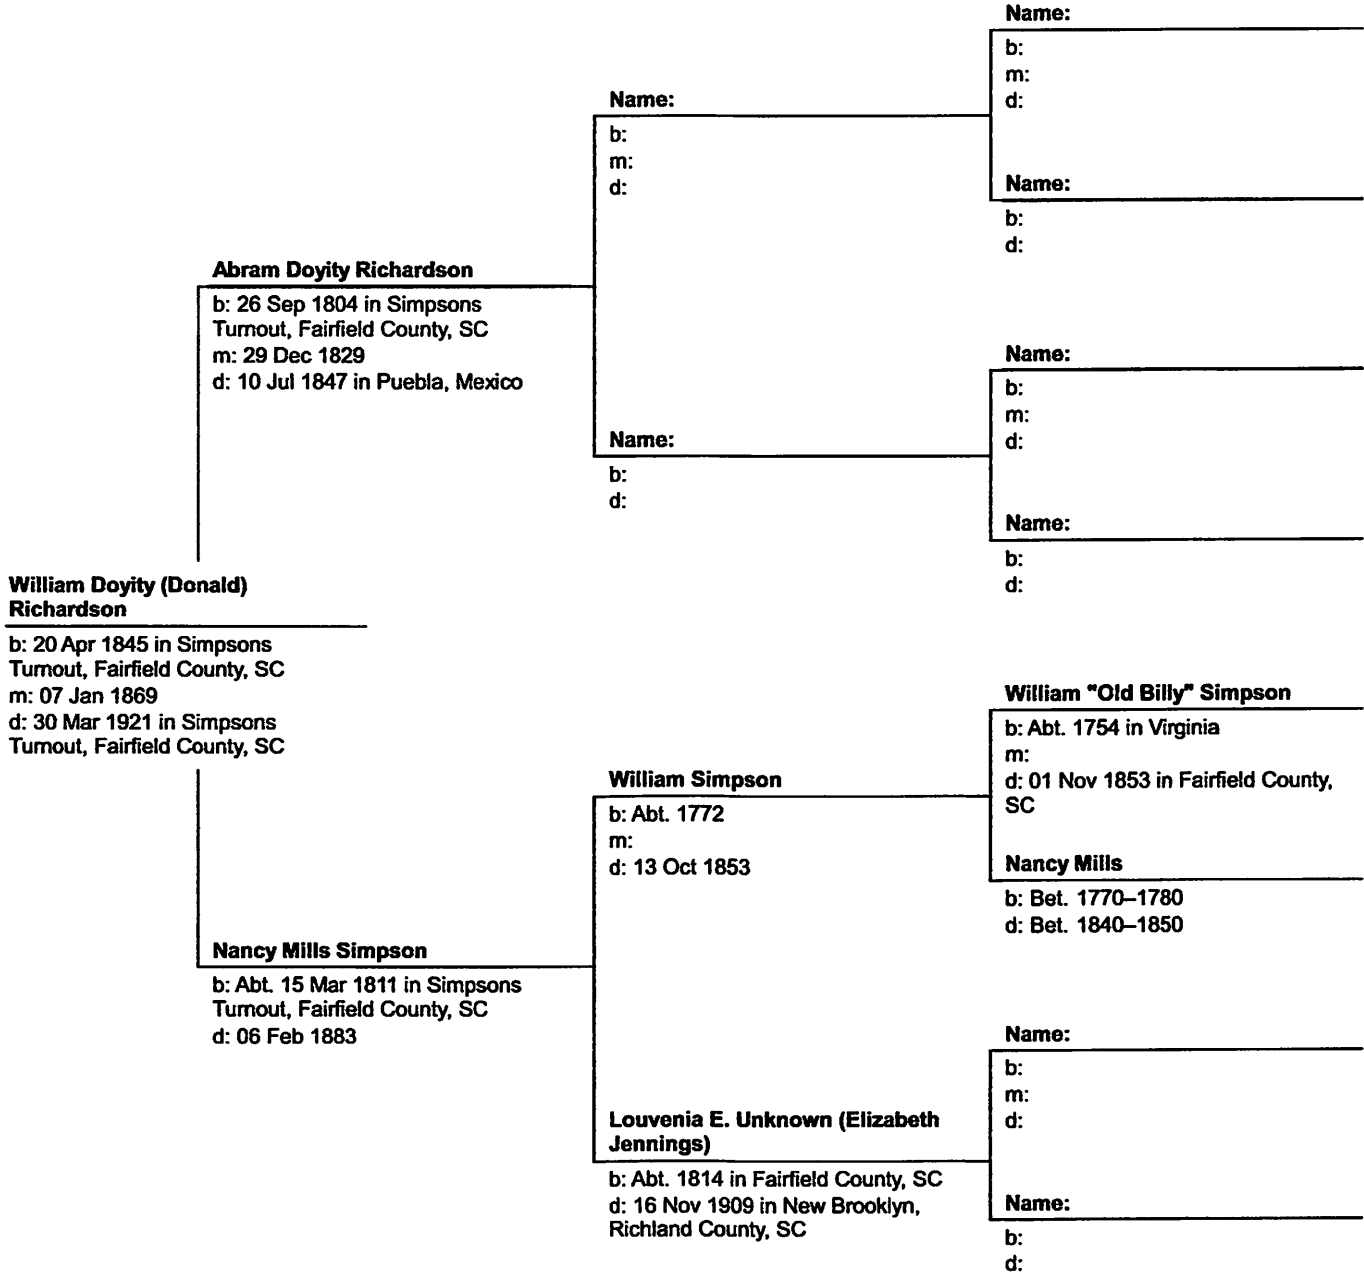 Name:
b:
m:
d:
Name:
b:
m:
d:
Name:
b:
d:
Abram Doyity Richardson
b: 26 Sep 1804 in Simpsons
Turnout, Fairfield County, SC
m: 29 Dec 1829
d: 10 Jul 1847 in Puebla, Mexico
Name:
b:
m:
d:
Name:
b:
d:
Name:
b:
d:
William Doyity (Donald)
Richardson
b: 20 Apr 1845 in Simpsons
Turnout, Fairfield County, SC
m: 07 Jan 1869
d: 30 Mar 1921 in Simpsons
Turnout, Fairfield County, SC
William "Old Billy" Simpson
b: Abt. 1754 in Virginia
m:
d: 01 Nov 1853 in Fairfield County,
SC
William Simpson
b: Abt. 1772
m:
d: 13 Oct 1853
Nancy Mills
b: Bet. 1770–1780
d: Bet. 1840–1850
Nancy Mills Simpson
b: Abt. 15 Mar 1811 in Simpsons
Turnout, Fairfield County, SC
d: 06 Feb 1883
Name:
b:
m:
d:
Louvenia E. Unknown (Elizabeth
Jennings)
b: Abt. 1814 in Fairfield County, SC
d: 16 Nov 1909 in New Brooklyn,
Richland County, SC
Name:
b:
d: